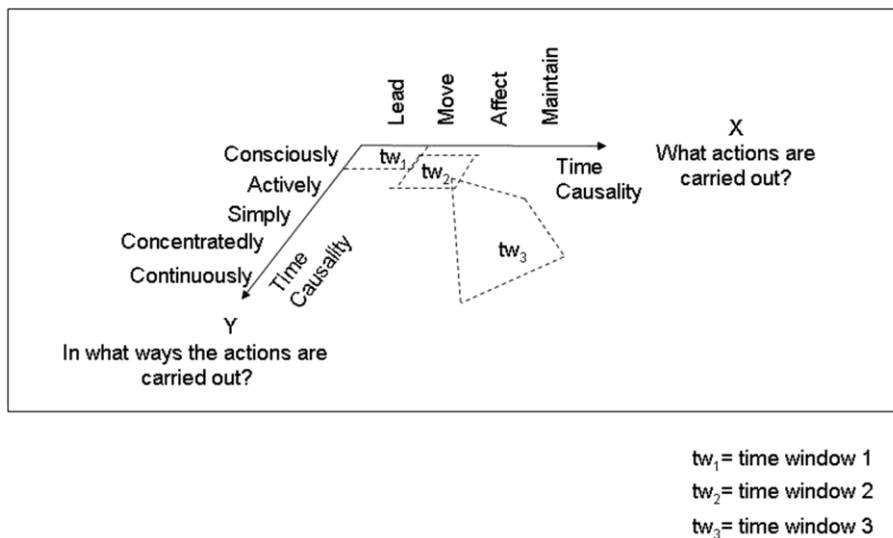 Lead
Move
Affect
Maintain
Consciously
Actively
Simply
Concentratedly
Continuously
tw1
tw2
tw3
Time
Causality
X
What actions are
carried out?
Time
Causality
Y
In what ways the actions are
carried out?
tw1= time window 1
tw2= time window 2
tw3= time window 3